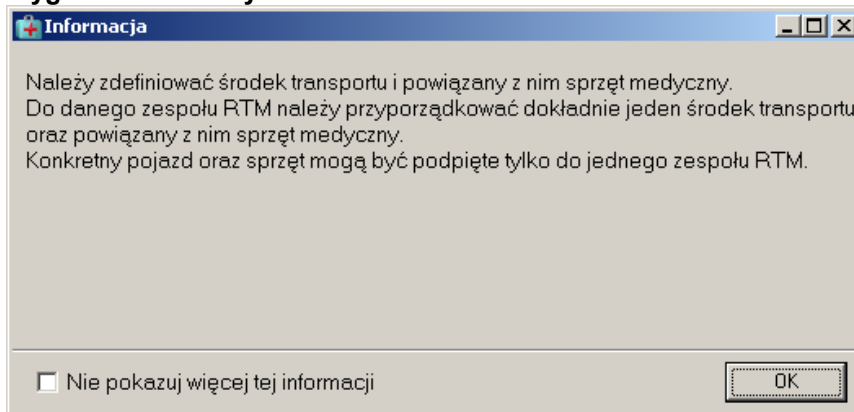 Informacja
Należy zdefiniować środek transportu i powiązany z nim sprzęt medyczny.
Do danego zespołu RTM należy przyporządkować dokładnie jeden środek transportu
oraz powiązany z nim sprzęt medyczny.
Konkretny pojazd oraz sprzęt mogą być podpięte tylko do jednego zespołu RTM.
Nie pokazuj więcej tej informacji
OK